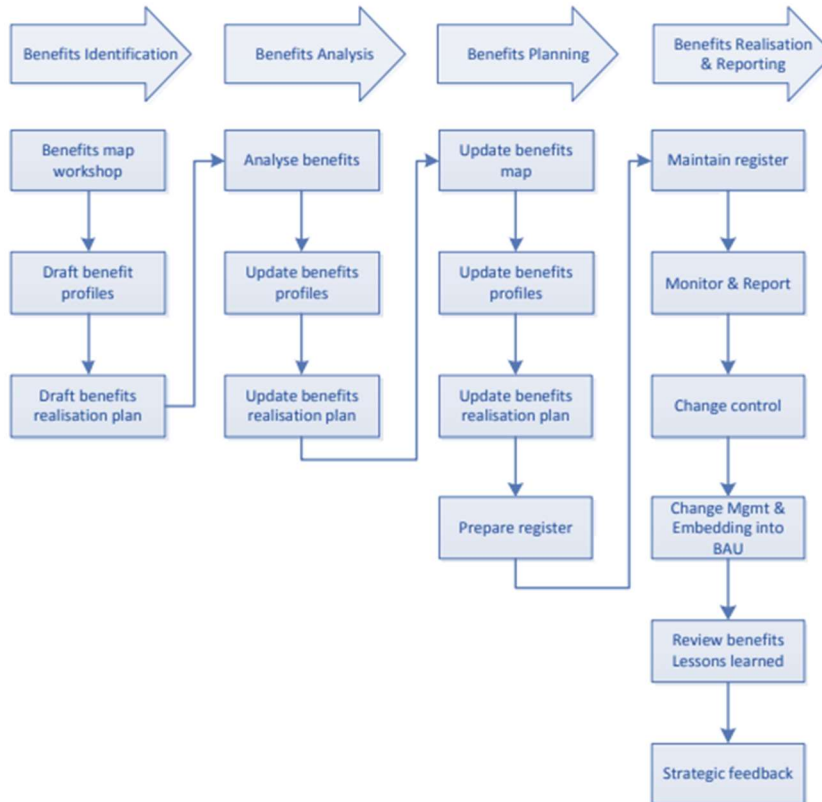 Benefits Identification
Benefits Analysis
Benefits Planning
Benefits Realisation
& Reporting
Benefits map
workshop
Draft benefit
profiles
Draft benefits
realisation plan
Analyse benefits
Update benefits
profiles
Update benefits
realisation plan
Update benefits
map
Update benefits
profiles
Update benefits
realisation plan
Prepare register
Maintain register
Monitor & Report
Change control
Change Mgmt &
Embedding into
BAU
Review benefits
Lessons learned
Strategic feedback